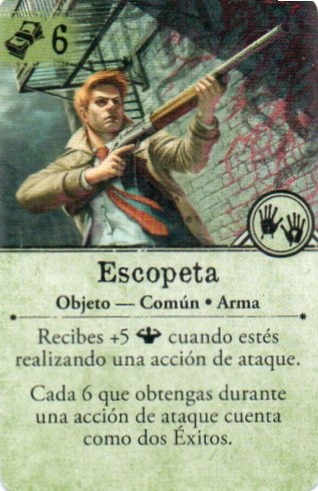 6
Escopeta
Objeto — Común • Arma
Recibes +5 cuando estés
realizando una acción de ataque.
Cada 6 que obtengas durante
una acción de ataque cuenta
como dos Éxitos.